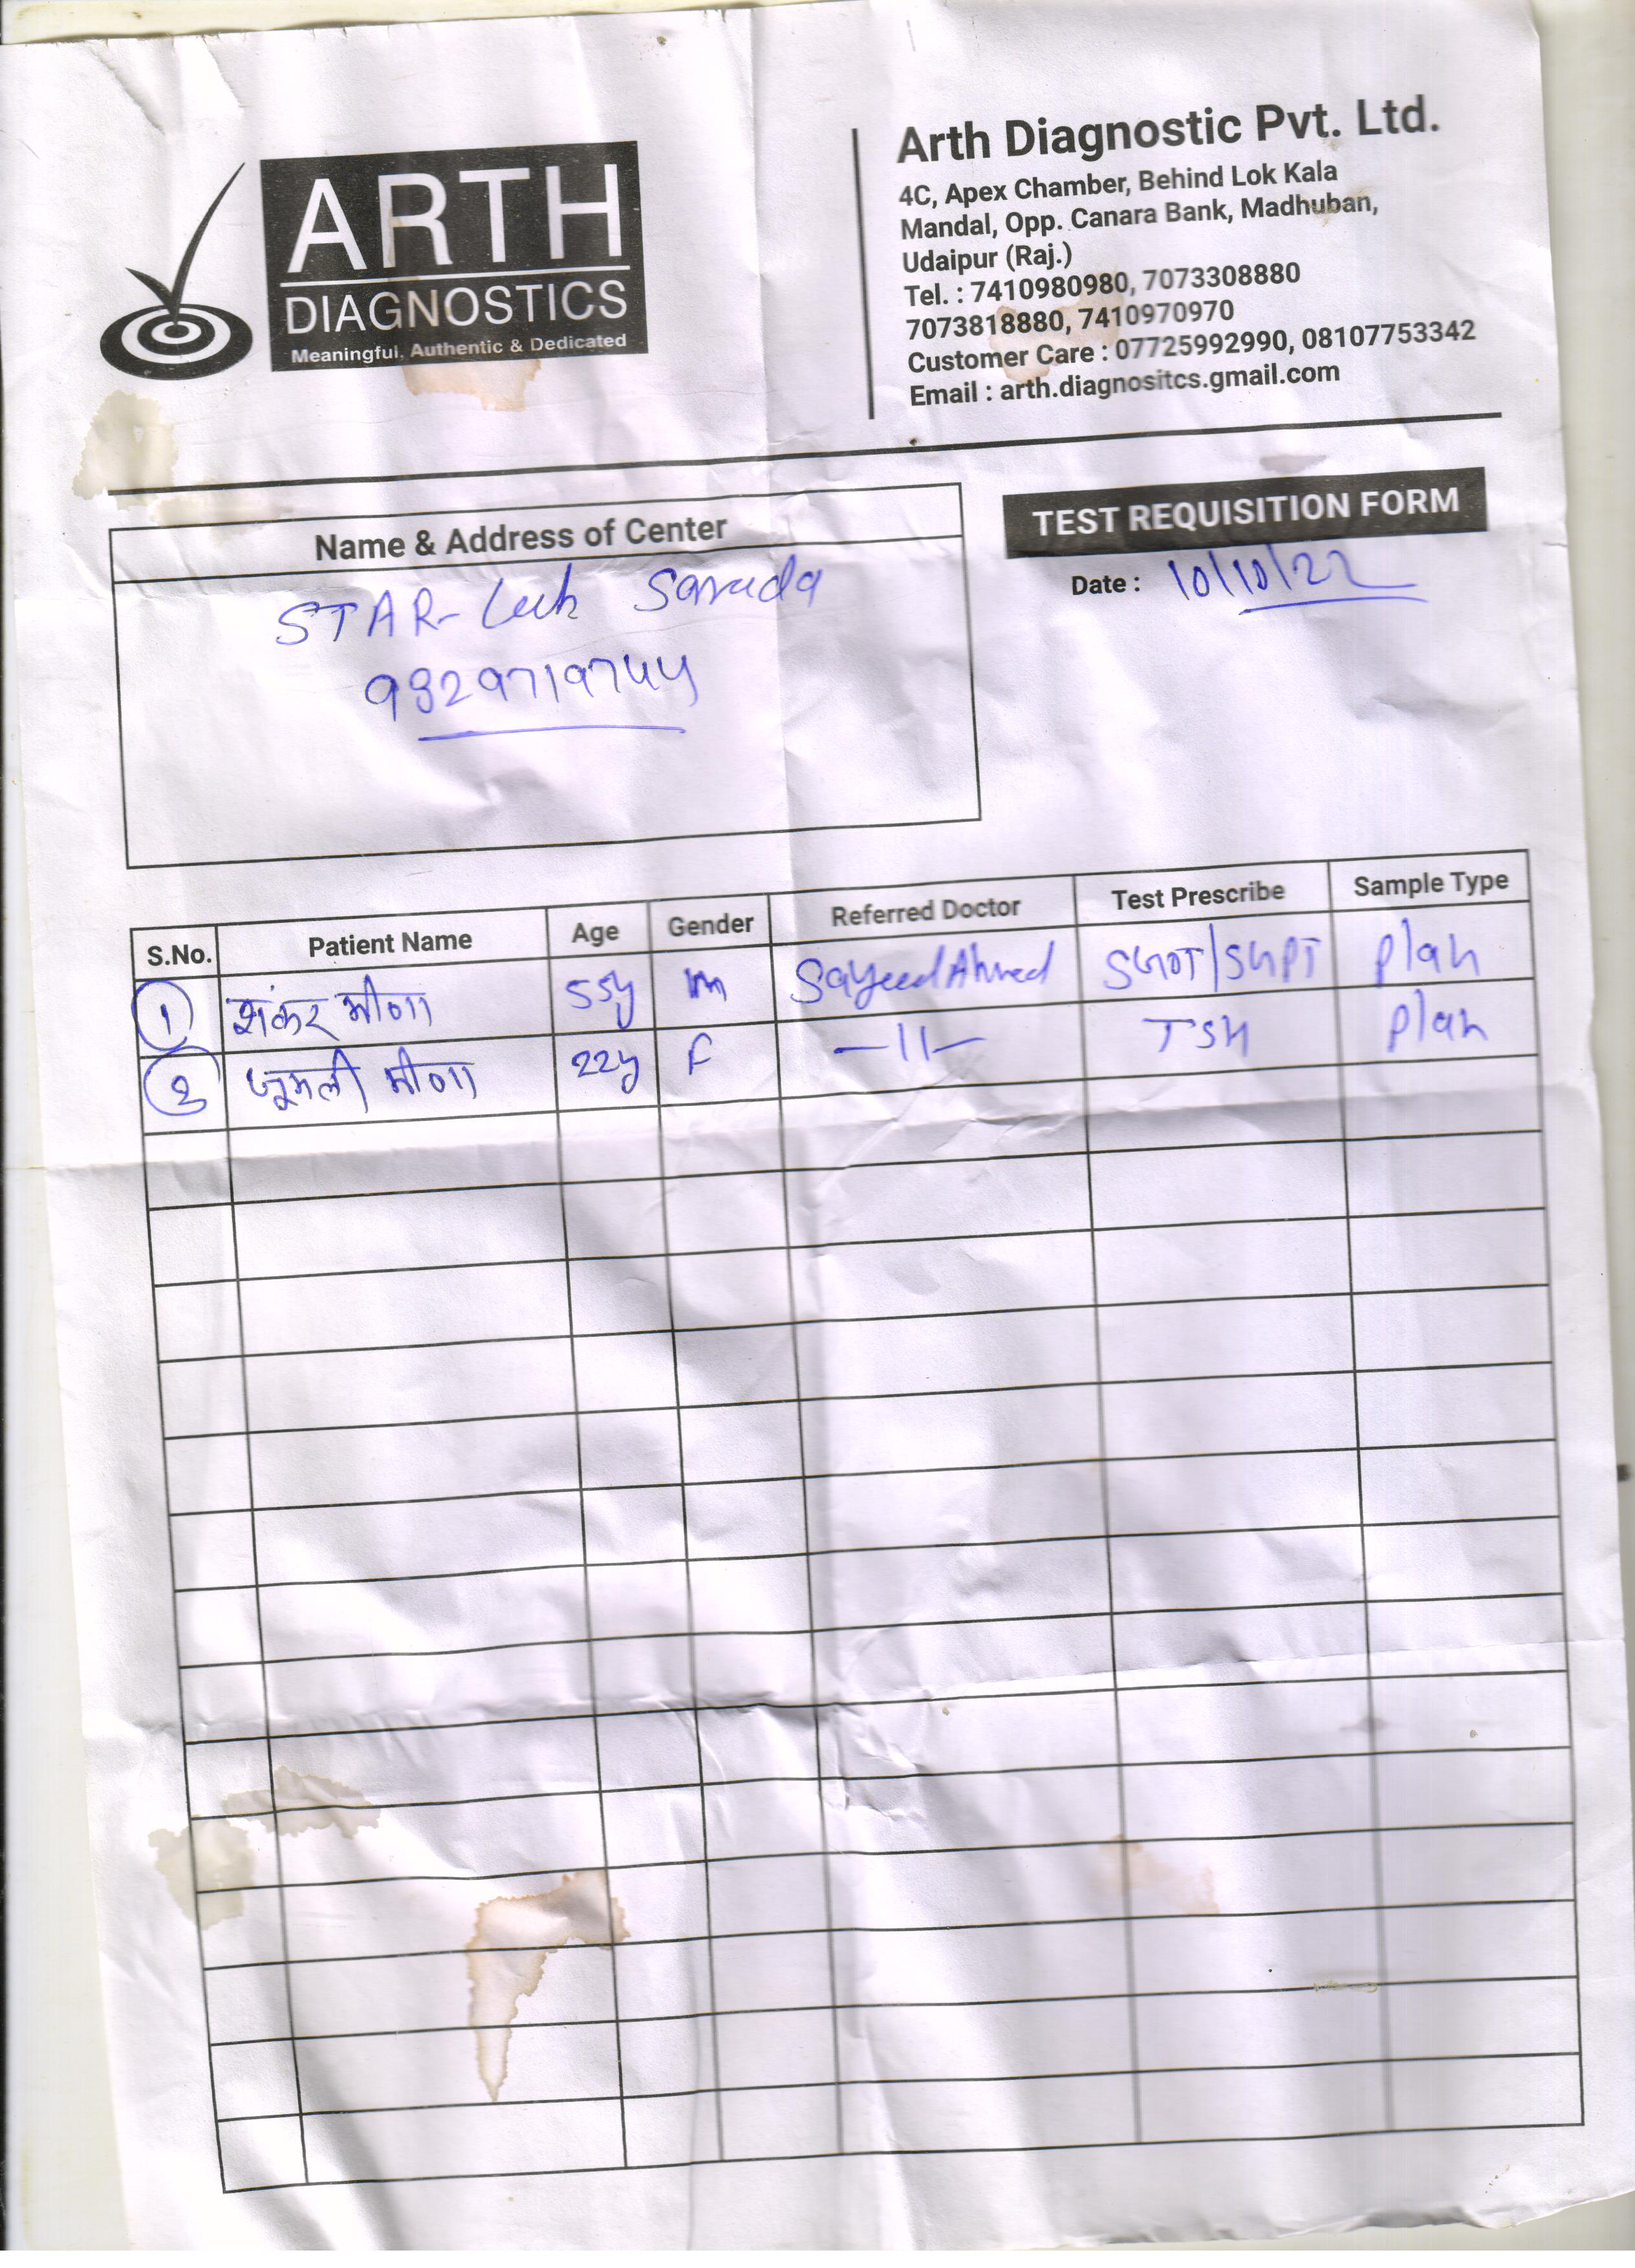 ARTH
DIAGNOSTICS
Meaningful, Authentic & Dedicated
Arth Diagnostic Pvt. Ltd.
4C, Apex Chamber, Behind Lok Kala
Mandal, Opp. Canara Bank, Madhuban,
Udaipur (Raj.)
Tel. : 7410980980, 7073308880
7073818880, 7410970970
Customer Care : 07725992990, 08107753342
Email : arth.diagnositcs.gmail.com
Name & Address of Center
STAR-
9829719744
TEST REQUISITION FORM
Date : 10/10/22
S.No. Patient Name Age Gender Referred Doctor Test Prescribe Sample Type
1 शंकर मीणा 55y m Sayeed Ahmed SGOT/SGPT plan
2 मीणा 22y F —11— TSH plan